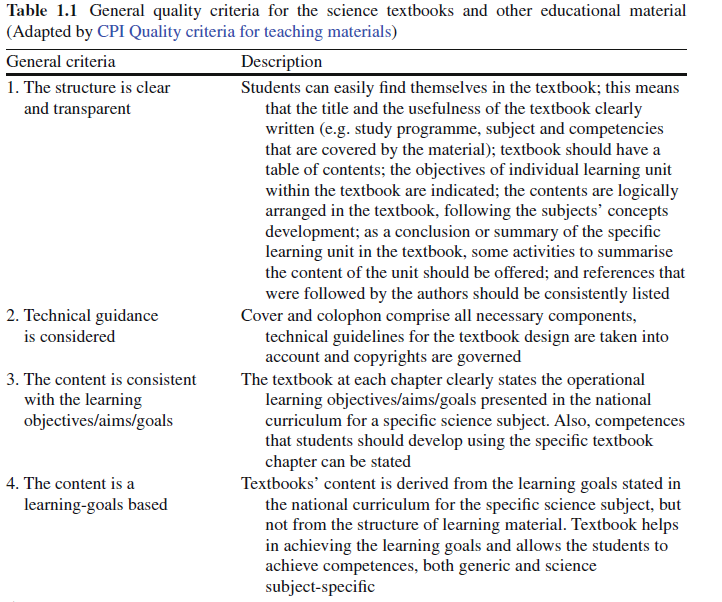 Table 1.1 General quality criteria for the science textbooks and other educational material
(Adapted by CPI Quality criteria for teaching materials)
General criteria Description
1. The structure is clear Students can easily find themselves in the textbook; this means
and transparent that the title and the usefulness of the textbook clearly
written (e.g. study programme, subject and competencies
that are covered by the material); textbook should have a
table of contents; the objectives of individual learning unit
within the textbook are indicated; the contents are logically
arranged in the textbook, following the subjects' concepts
development; as a conclusion or summary of the specific
learning unit in the textbook, some activities to summarise
the content of the unit should be offered; and references that
were followed by the authors should be consistently listed
2. Technical guidance Cover and colophon comprise all necessary components,
is considered technical guidelines for the textbook design are taken into
account and copyrights are governed
3. The content is consistent The textbook at each chapter clearly states the operational
with the learning learning objectives/aims/goals presented in the national
objectives/aims/goals curriculum for a specific science subject. Also, competences
that students should develop using the specific textbook
chapter can be stated
4. The content is a Textbooks' content is derived from the learning goals stated in
learning-goals based the national curriculum for the specific science subject, but
not from the structure of learning material. Textbook helps
in achieving the learning goals and allows the students to
achieve competences, both generic and science
subject-specific